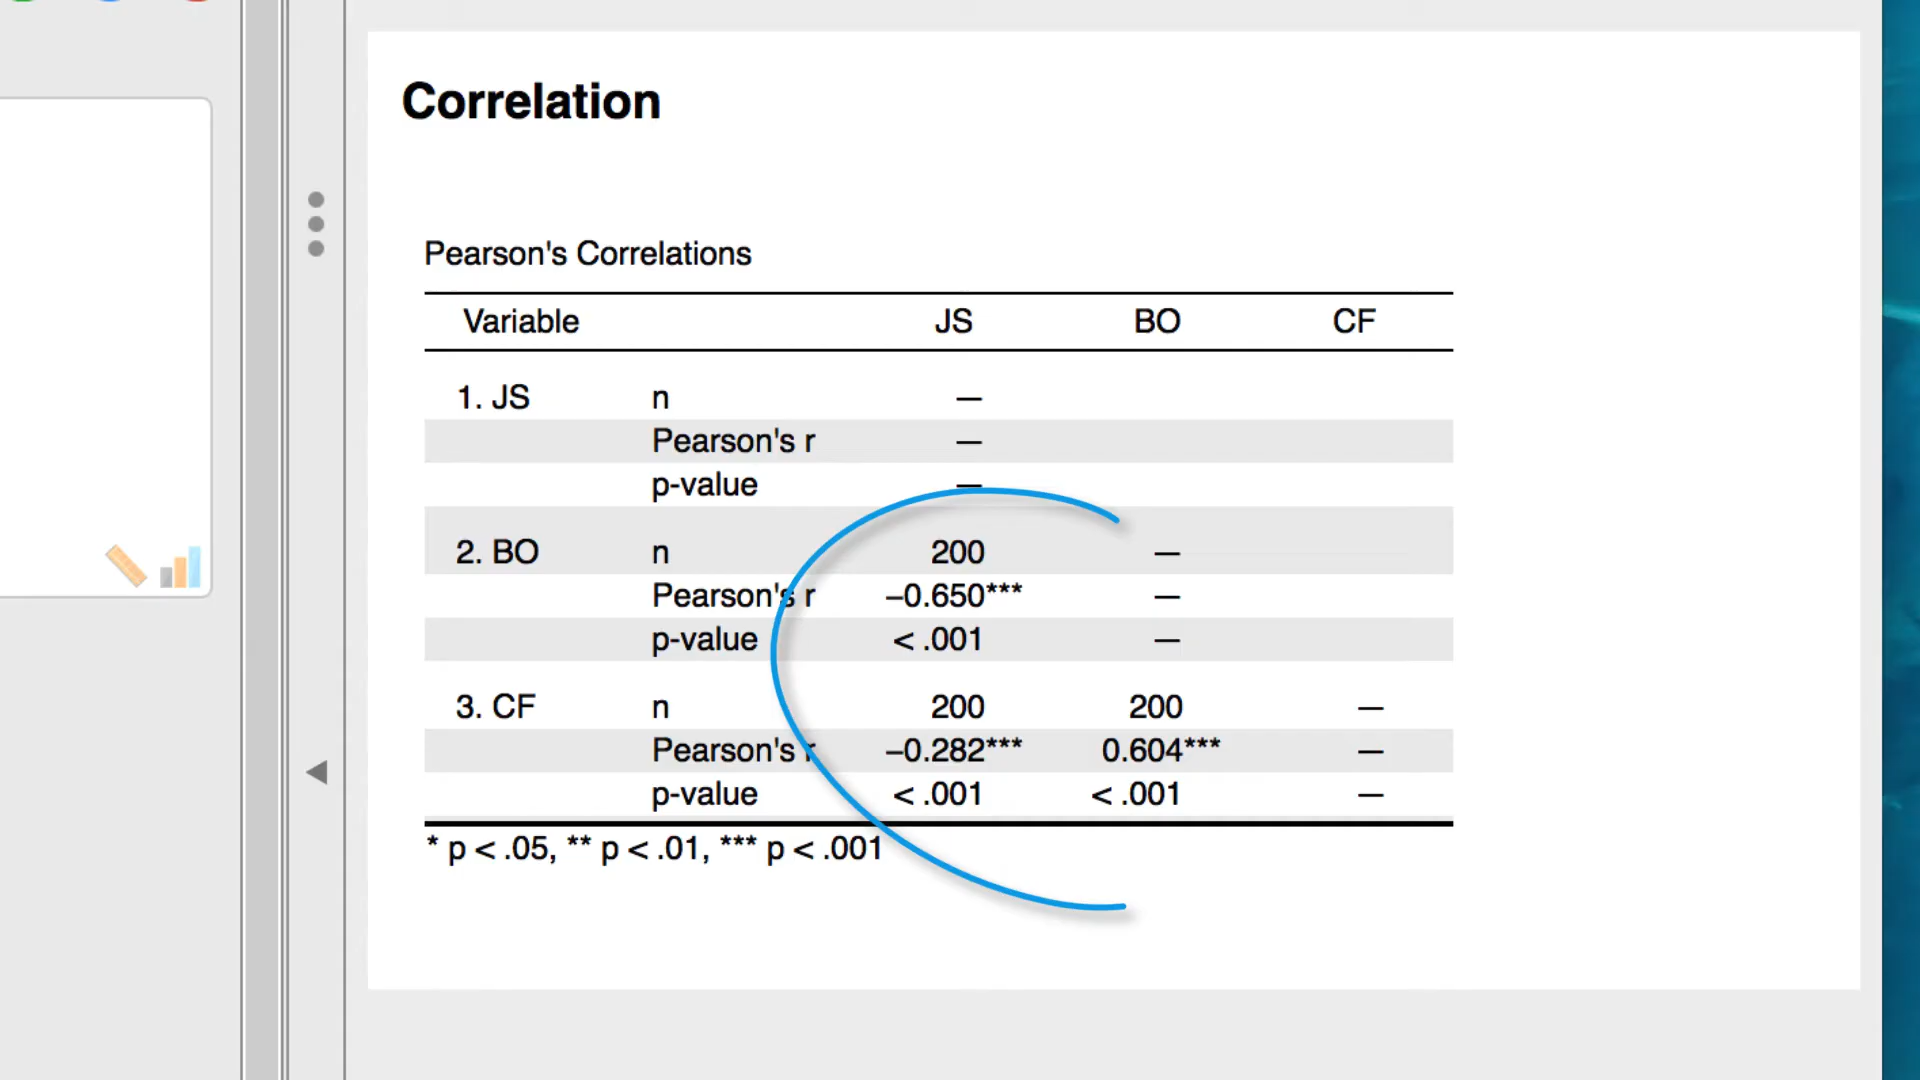 Correlation
Pearson's Correlations
Variable JS BO CF
1. JS n —
Pearson's r —
p-value —
2. BO n 200 —
Pearson's r −0.650*** —
p-value < .001 —
3. CF n 200 200 —
Pearson's r −0.282*** 0.604*** —
p-value < .001 < .001 —
* p < .05, ** p < .01, *** p < .001